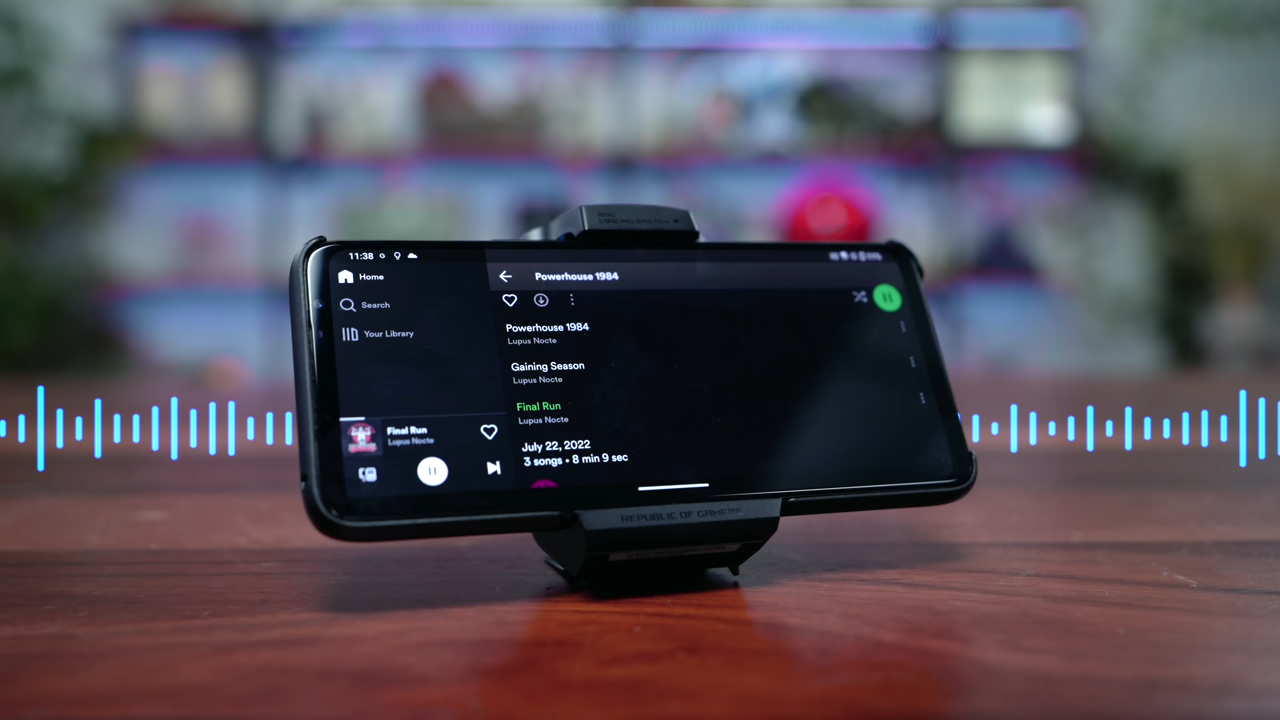 11:38
Home
Search
Your Library
Final Run
Lupus Nocte
Powerhouse 1984
Powerhouse 1984
Lupus Nocte
Gaining Season
Lupus Nocte
Final Run
Lupus Nocte
July 22, 2022
3 songs • 8 min 9 sec
REPUBLIC OF GAMERS